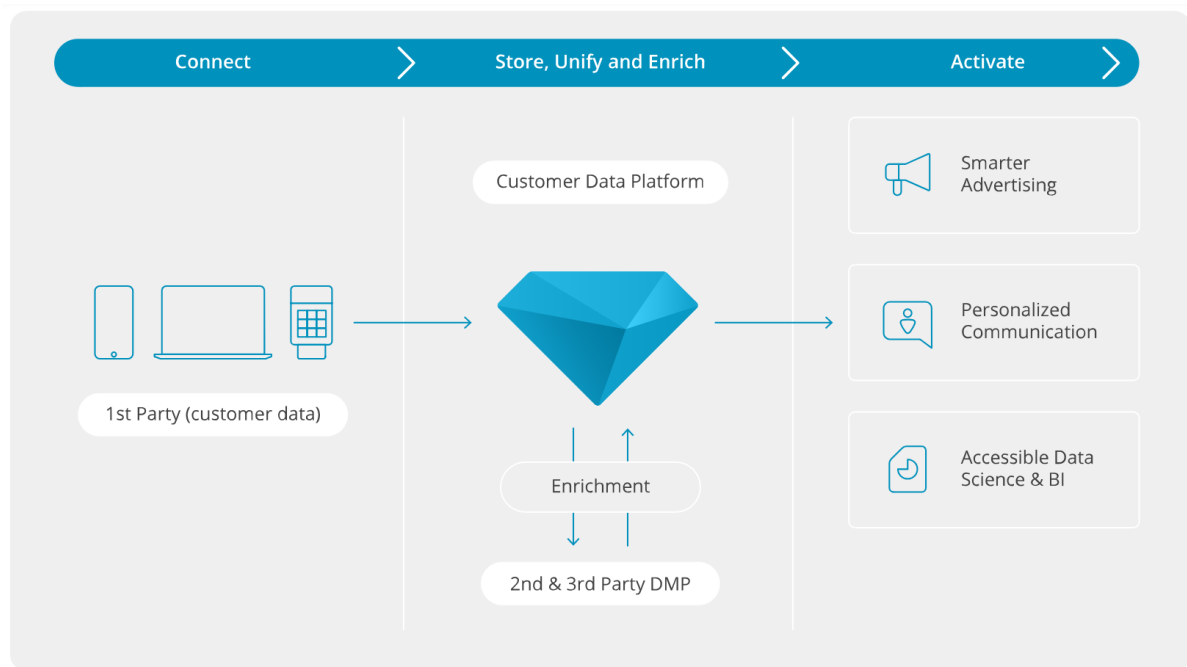 Connect
Store, Unify and Enrich
Activate
Customer Data Platform
1st Party (customer data)
Enrichment
2nd & 3rd Party DMP
Smarter
Advertising
Personalized
Communication
Accessible Data
Science & BI